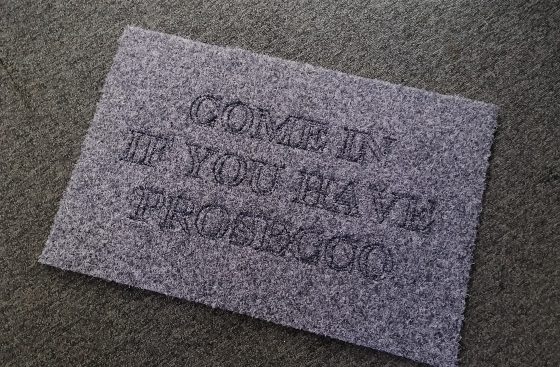 COME IN
IF YOU HAVE
PROSECCO